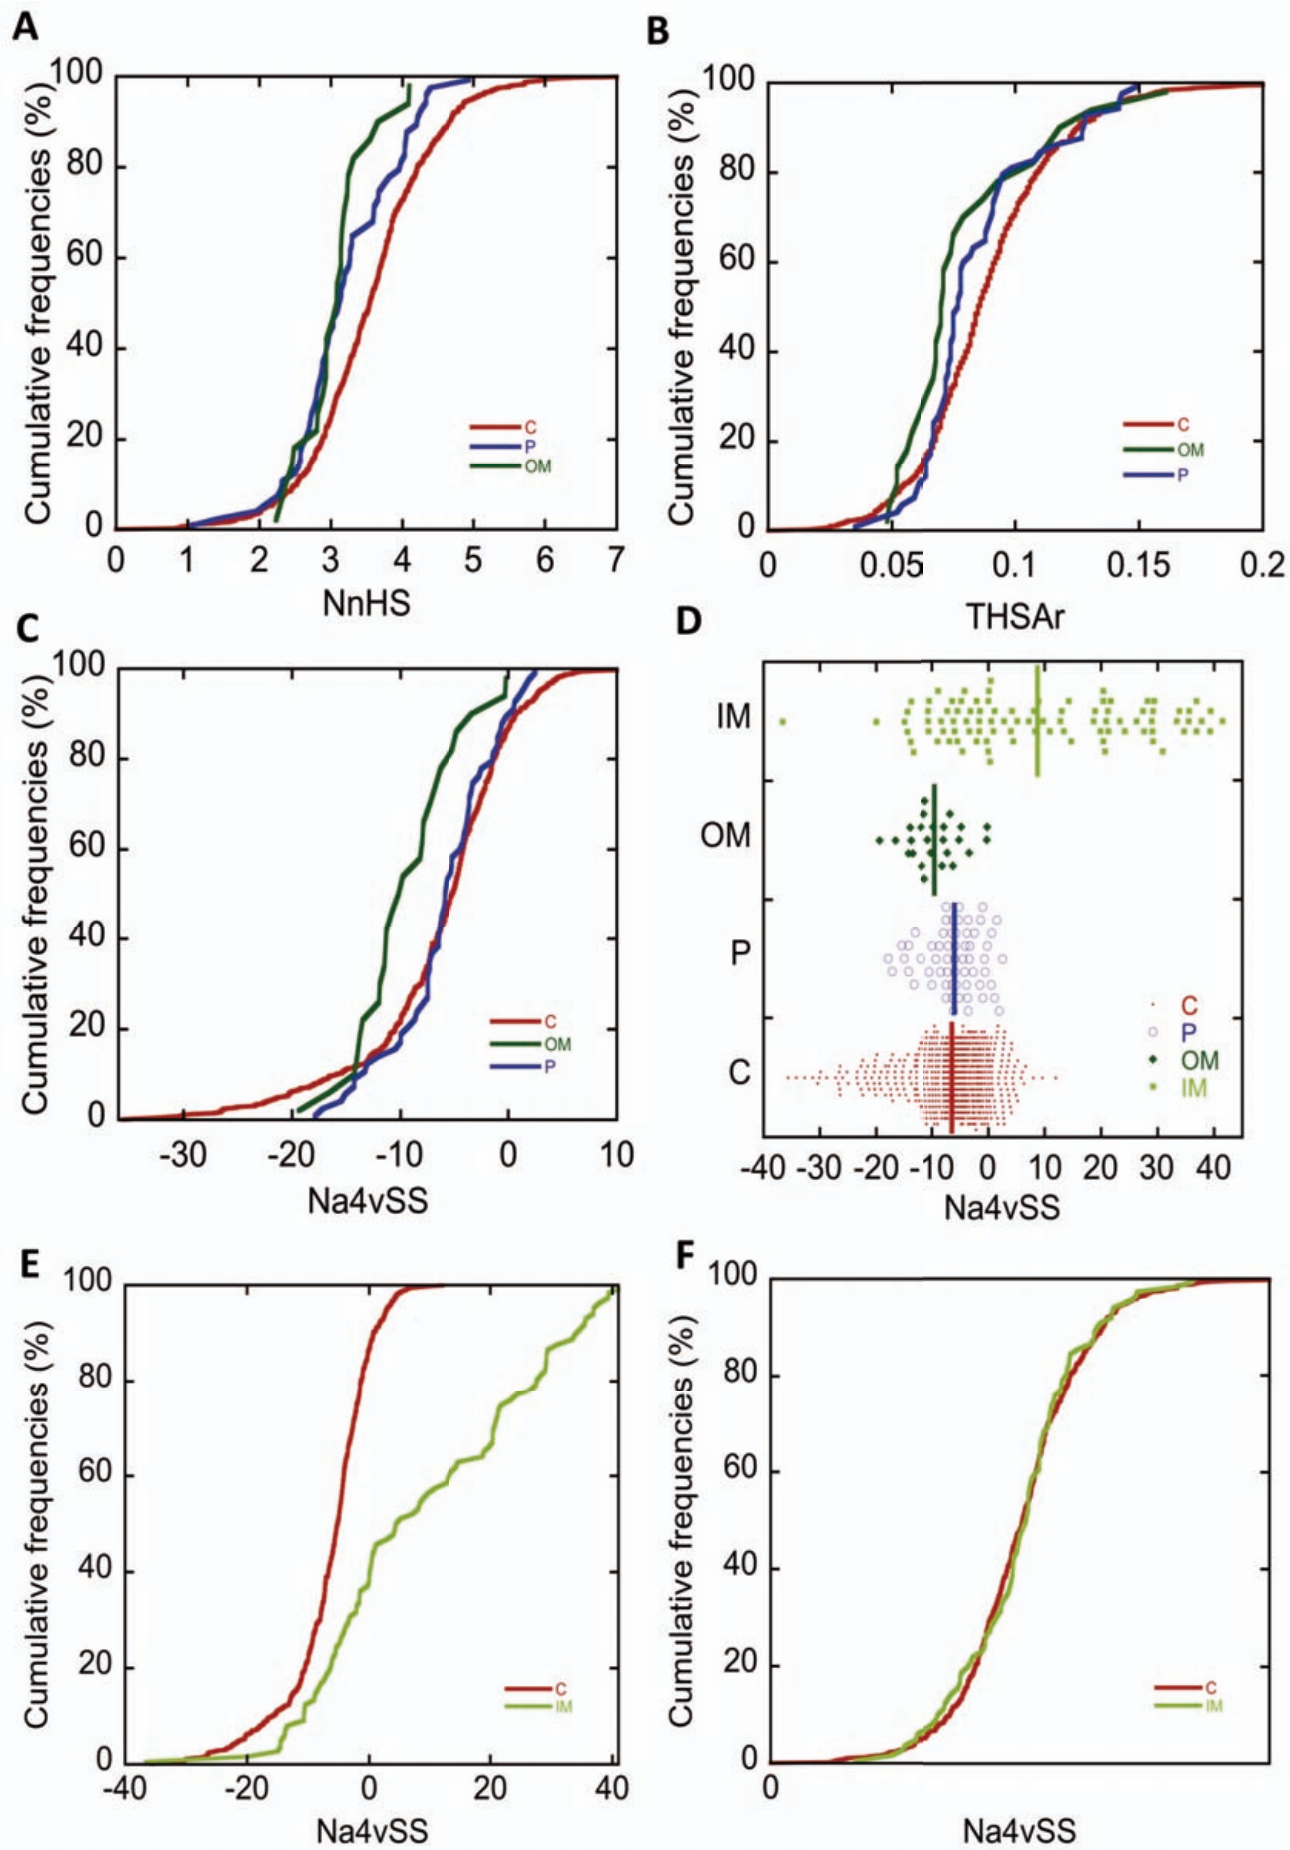 A
Cumulative frequencies (%)
100
80
60
40
20
0
C
P
OM
0 1 2 3 4 5 6 7
NnHS
B
Cumulative frequencies (%)
100
80
60
40
20
0
C
OM
P
0 0.05 0.1 0.15 0.2
THSAr
C
Cumulative frequencies (%)
100
80
60
40
20
0
C
OM
P
-30 -20 -10 0 10
Na4vSS
D
IM
OM
P
C
C
P
OM
IM
-40 -30 -20 -10 0 10 20 30 40
Na4vSS
E
Cumulative frequencies (%)
100
80
60
40
20
0
C
IM
-40 -20 0 20 40
Na4vSS
F
Cumulative frequencies (%)
100
80
60
40
20
0
C
IM
0
Na4vSS